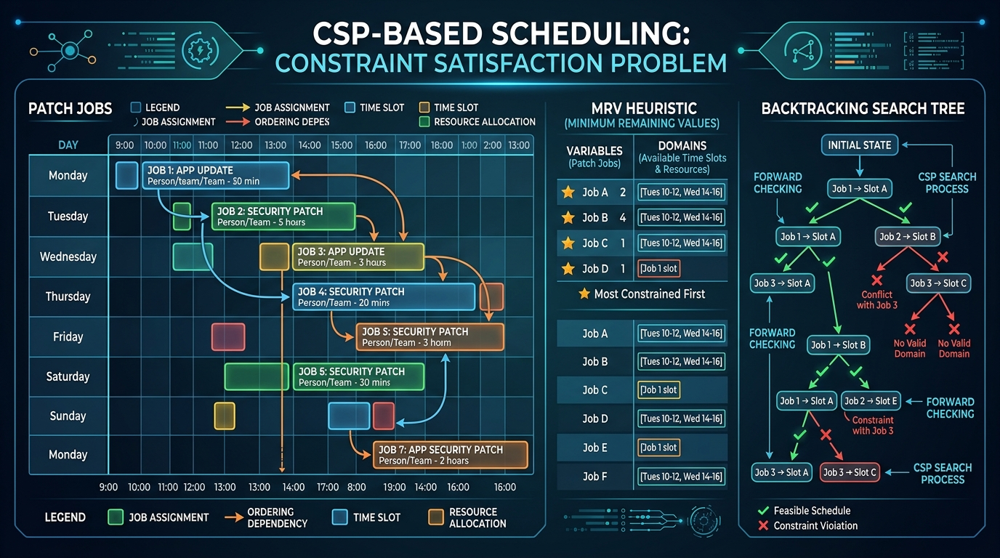 CSP-BASED SCHEDULING:
CONSTRAINT SATISFACTION PROBLEM
PATCH JOBS
LEGEND
JOB ASSIGNMENT
TIME SLOT
TIME SLOT
JOB ASSIGNMENT
ORDERING
RESOURCE ALLOCATION
DAY 9:00 10:00 11:00 11:00 12:00 13:00 14:00 15:00 16:00 17:00 18:00 1:00 2:00 13:00
Monday
JOB 1: APP UPDATE
Person/team/Team - min
Tuesday
JOB 2: SECURITY PATCH
Person/Team - 5 hours
Wednesday
JOB 3: APP UPDATE
Person/Team - 3 hours
Thursday
JOB 4: SECURITY PATCH
Person/Team - 20 mins
Friday
JOB S: SECURITY PATCH
Person/Team - 3 horm
Saturday
JOB 5: SECURITY PATCH
Person/Team - 30 mins
Sunday
Monday
JOB 7: APP SECURITY PATCH
Person/Team - 2 hoars
9:00 10:00 11:00 12:00 13:00 13:00 14:00 17:00 8:00 19:00 14:00 16:00 16:00
LEGEND
JOB ASSIGNMENT
ORDERING
DEPENDENCY
TIME SLOT
RESOURCE
ALLOCATION
MRV HEURISTIC
(MINIMUM REMAINING VALUES)
VARIABLES
(Patch Jobs)
DOMAINS
(Available Time Slots
& Resources)
Job A 2 [Tues 10-12, Wed 14-16]
Job B 4 [Tues 10-12, Wed 14-16]
Job C 1 [Tues 10-12, Wed 14-16]
Job D 1 [Job 1 slot
Most Constrained First
Job A [Tues 10-12, Wed 14-16]
Job B [Tues 10-12, Wed 14-16]
Job C [Job 1 slot
Job D [Tues 10-12, Wed 14-16]
Job E [Job 1 slot
Job F [Tues 10-12, Wed 14-16]
BACKTRACKING SEARCH TREE
INITIAL STATE
FORWARD
CHECKING
CSP SEARCH
PROCESS
Job 1 → Slot A
Job 1 → Slot A
Job 2 → Slot B
Job 3 → Slot A
Conflict
with Job 3
Job 3 → Slot C
FORWARD
CHECKING
Job 1 → Slot B
No Valid
Domain
No Valid
Domain
Job 1 → Slot A
Job 2 → Slot E
FORWARD
CHECKING
Constraint
with Job 3
Job 3 → Slot A
Job 3 → Slot C
CSP SEARCH
PROCESS
Feasible Schedule
Constraint Vioiation